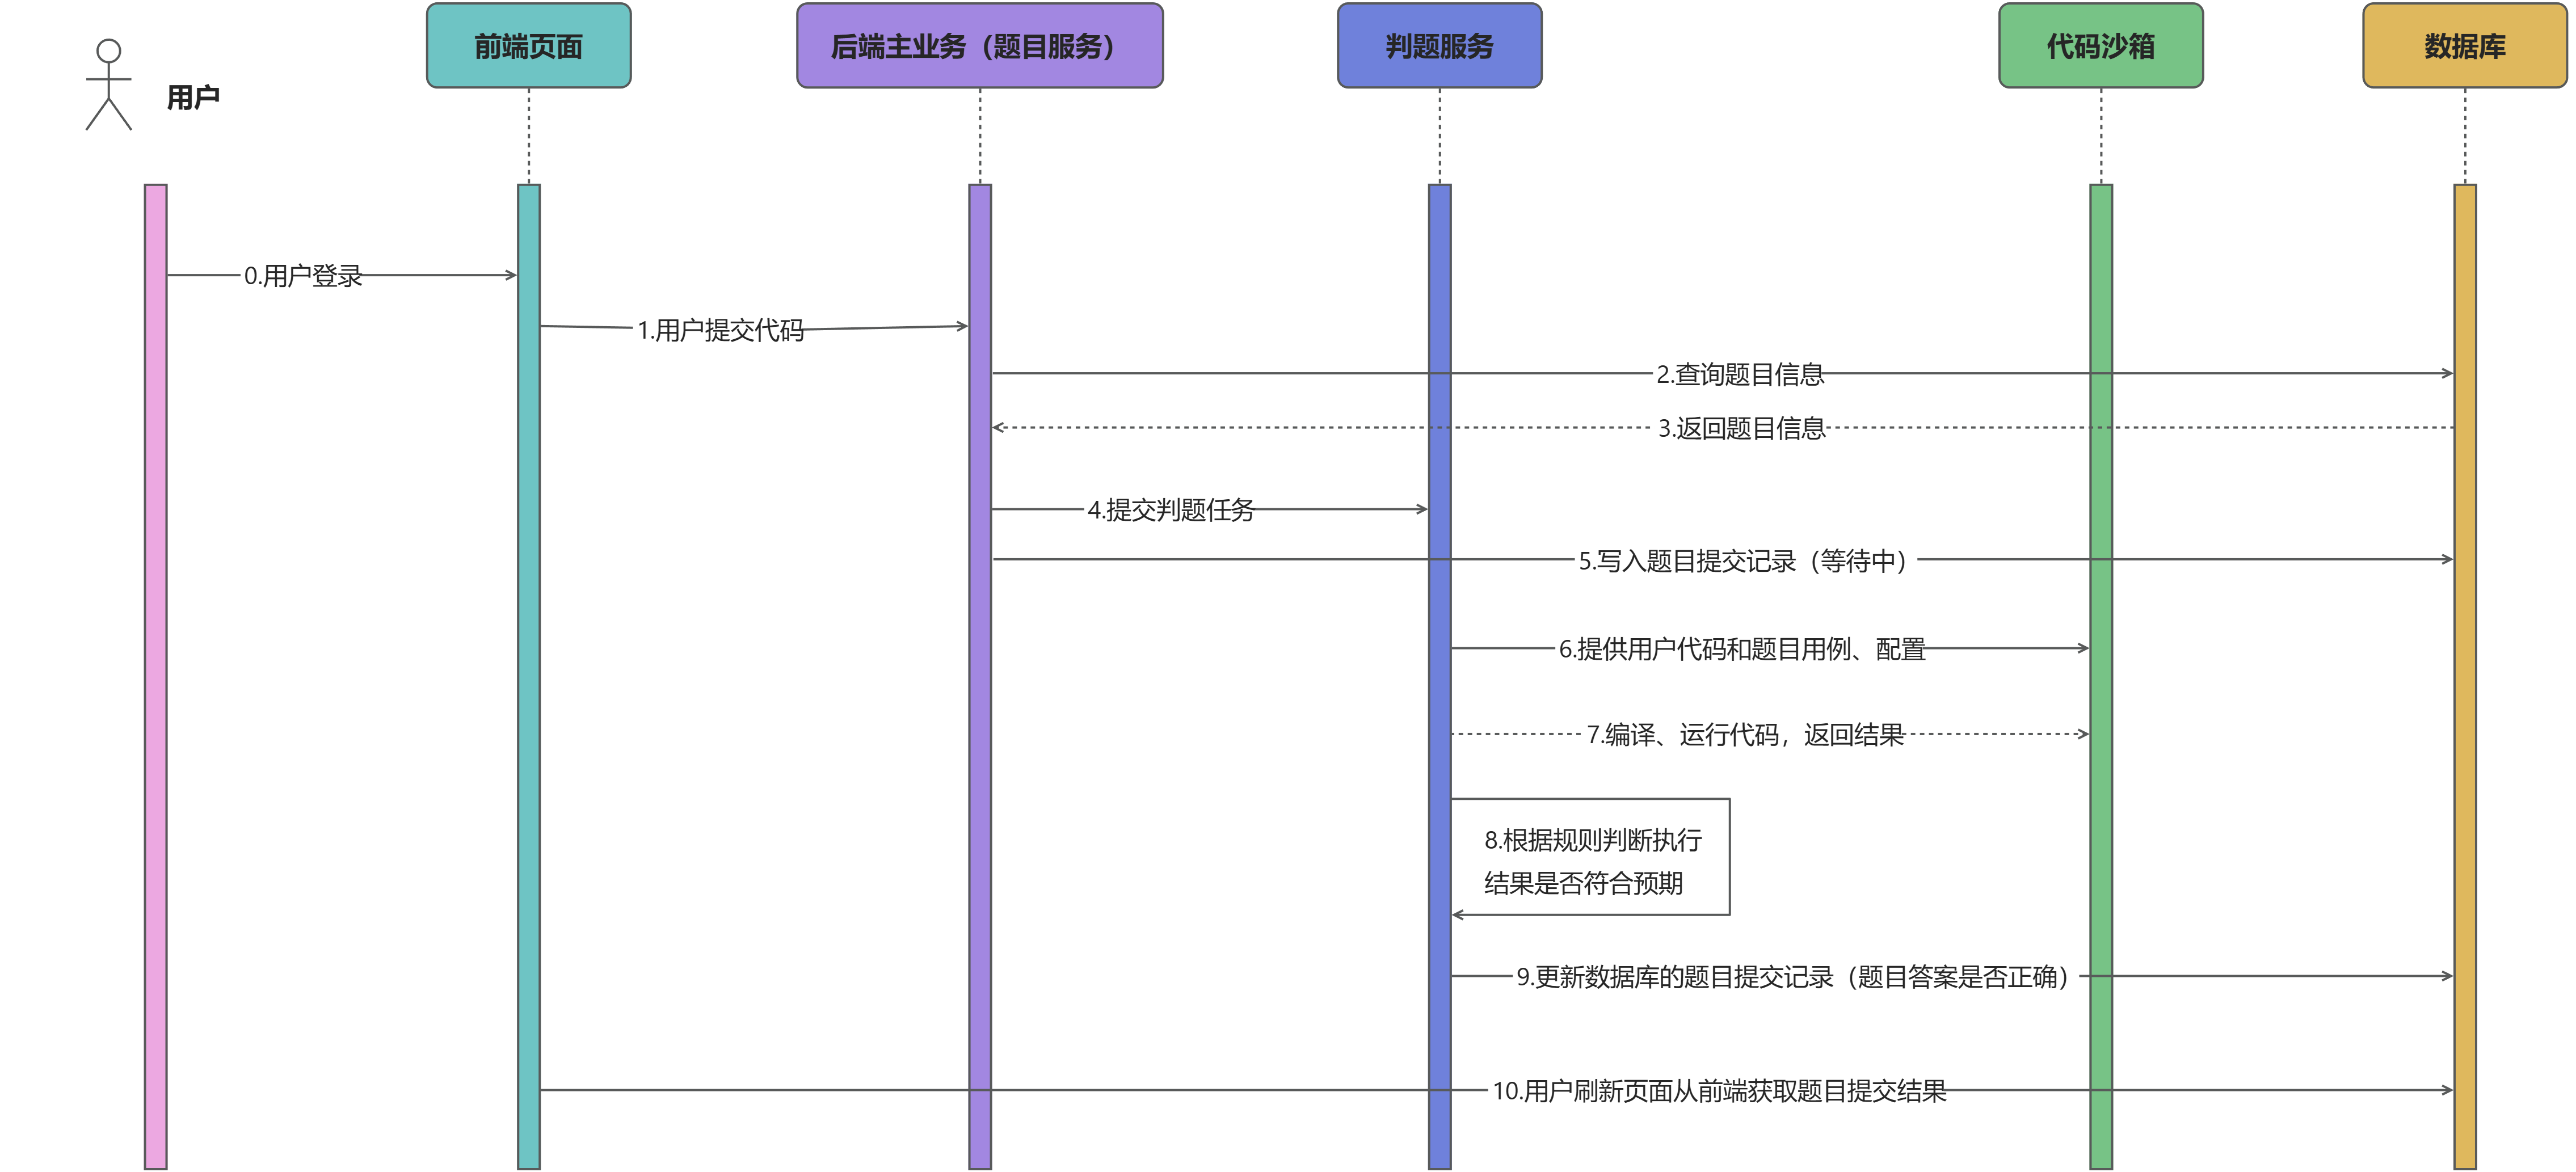 用户
前端页面
后端主业务（题目服务）
判题服务
代码沙箱
数据库
0.用户登录
1.用户提交代码
2.查询题目信息
3.返回题目信息
4.提交判题任务
5.写入题目提交记录（等待中）
6.提供用户代码和题目用例、配置
7.编译、运行代码，返回结果
8.根据规则判断执行
结果是否符合预期
9.更新数据库的题目提交记录（题目答案是否正确）
10.用户刷新页面从前端获取题目提交结果